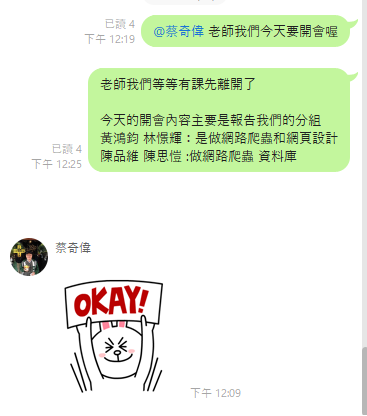 已讀 4
下午 12:19
@蔡奇偉 老師我們今天要開會喔
老師我們等等有課先離開了
今天的開會內容主要是報告我們的分組
黃鴻鈞 林憬輝：是做網路爬蟲和網頁設計
陳品維 陳思愷 :做網路爬蟲 資料庫
已讀 4
下午 12:25
蔡奇偉
OKAY!
下午 12:09